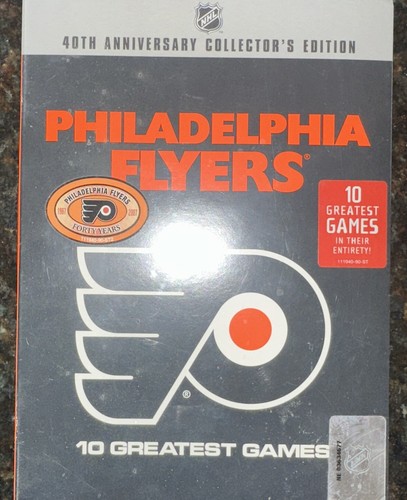 NHL
40TH ANNIVERSARY COLLECTOR'S EDITION
PHILADELPHIA
FLYERS®
PHILADELPHIA FLYERS
1967 2007
FORTY YEARS
10
GREATEST
GAMES
IN THEIR
ENTIRETY!
®
10 GREATEST GAMES